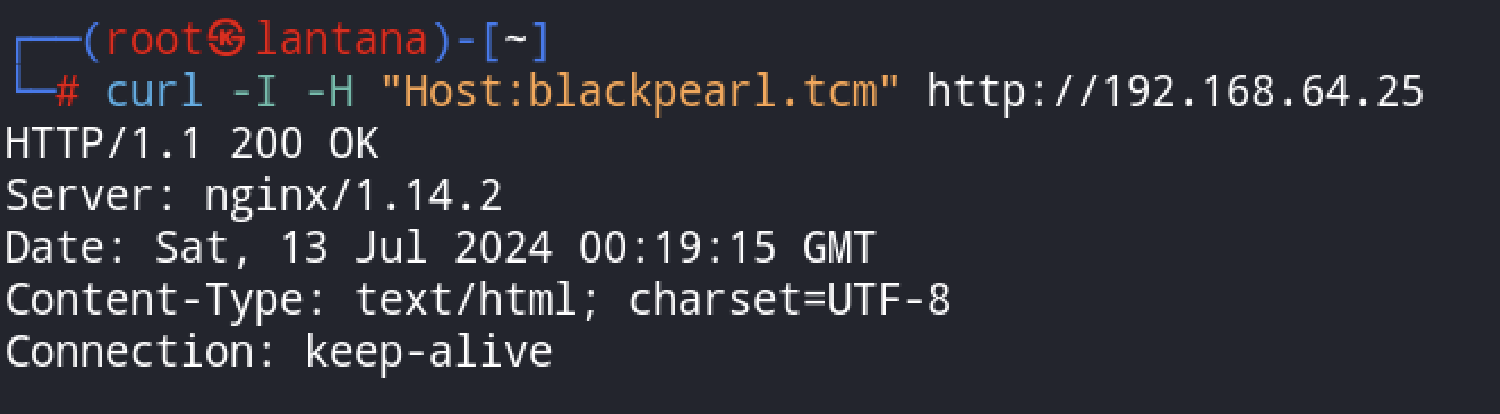 ┌──(root㉿lantana)-[~]
└─# curl -I -H "Host:blackpearl.tcm" http://192.168.64.25
HTTP/1.1 200 OK
Server: nginx/1.14.2
Date: Sat, 13 Jul 2024 00:19:15 GMT
Content-Type: text/html; charset=UTF-8
Connection: keep-alive